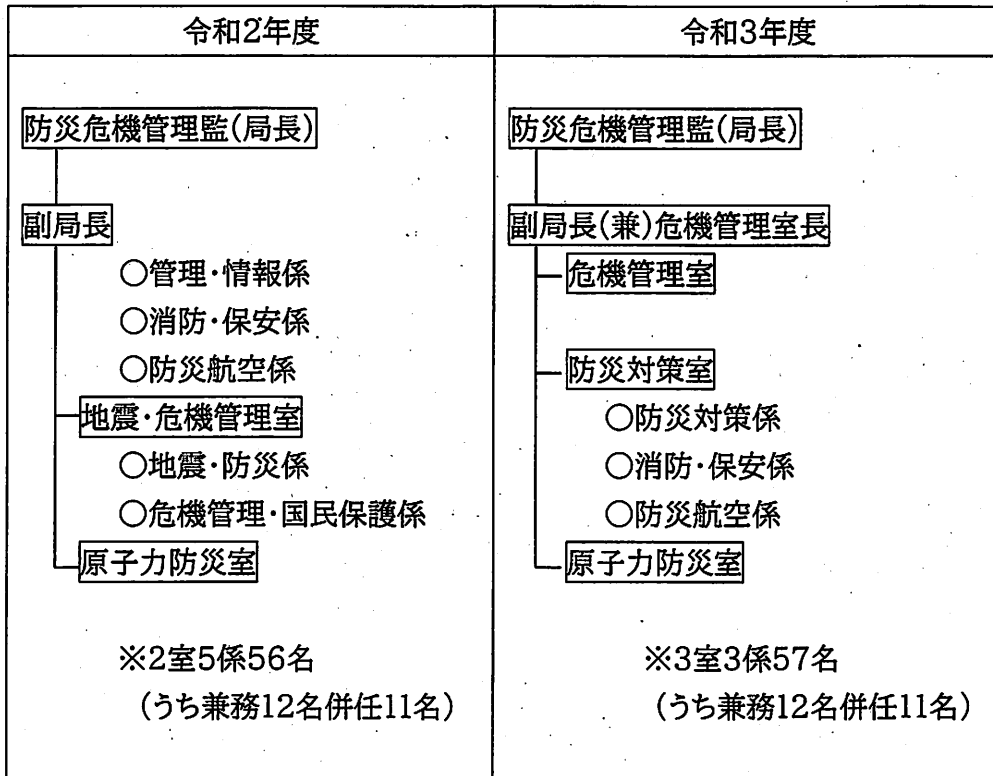 令和2年度
防災危機管理監(局長)
副局長
○管理・情報係
○消防・保安係
○防災航空係
地震・危機管理室
○地震・防災係
○危機管理・国民保護係
原子力防災室
※2室5係56名
(うち兼務12名併任11名)
令和3年度
防災危機管理監(局長)
副局長(兼)危機管理室長
危機管理室
防災対策室
○防災対策係
○消防・保安係
○防災航空係
原子力防災室
※3室3係57名
(うち兼務12名併任11名)